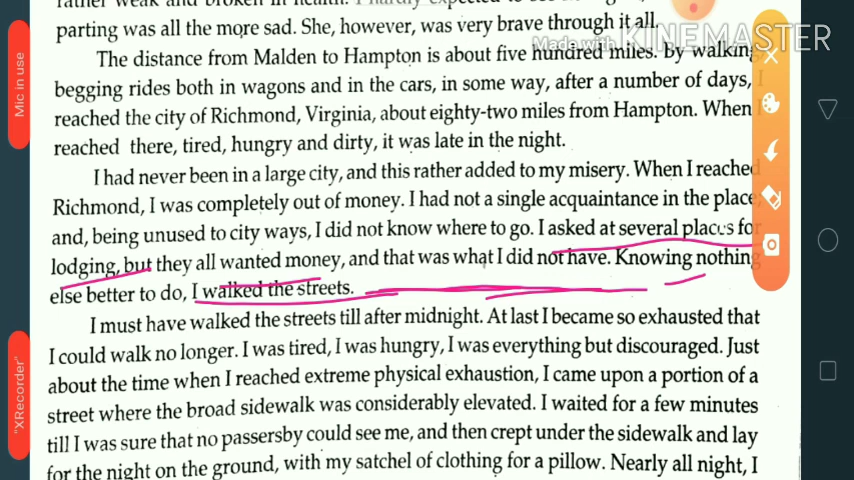 parting was all the more sad. She, however, was very brave through it all.
Made with KINEMASTER
The distance from Malden to Hampton is about five hundred miles. By walking,
begging rides both in wagons and in the cars, in some way, after a number of days, I
reached the city of Richmond, Virginia, about eighty-two miles from Hampton. When I
reached there, tired, hungry and dirty, it was late in the night.
I had never been in a large city, and this rather added to my misery. When I reached
Richmond, I was completely out of money. I had not a single acquaintance in the place;
and, being unused to city ways, I did not know where to go. I asked at several places for
lodging, but they all wanted money, and that was what I did not have. Knowing nothing
else better to do, I walked the streets.
I must have walked the streets till after midnight. At last I became so exhausted that
I could walk no longer. I was tired, I was hungry, I was everything but discouraged. Just
about the time when I reached extreme physical exhaustion, I came upon a portion of a
street where the broad sidewalk was considerably elevated. I waited for a few minutes
till I was sure that no passersby could see me, and then crept under the sidewalk and lay
for the night on the ground, with my satchel of clothing for a pillow. Nearly all night, I
Mic in use
"XRecorder"